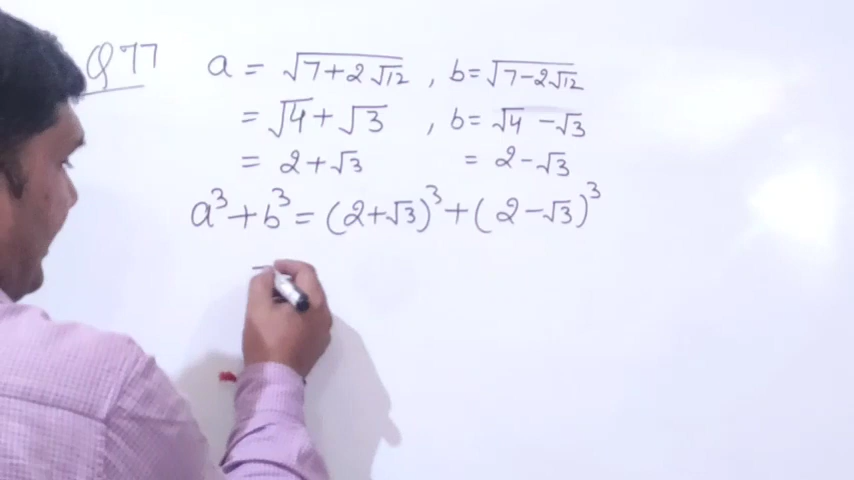 Q 77 a = √7+2√12 , b = √7-2√12
= √4 + √3 , b = √4 - √3
= 2 + √3 = 2 - √3
a³ + b³ = (2+√3)³ + (2-√3)³